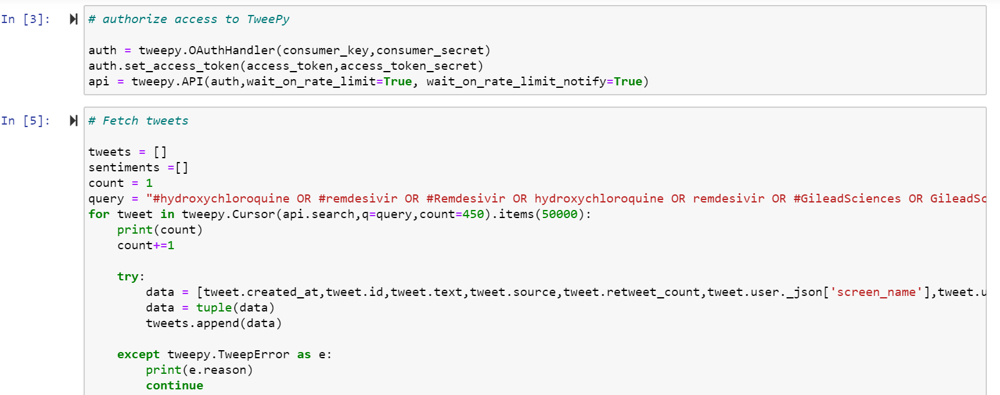 In [3]:
# authorize access to TweePy
auth = tweepy.OAuthHandler(consumer_key,consumer_secret)
auth.set_access_token(access_token,access_token_secret)
api = tweepy.API(auth,wait_on_rate_limit=True, wait_on_rate_limit_notify=True)
In [5]:
# Fetch tweets
tweets = []
sentiments =[]
count = 1
query = "#hydroxychloroquine OR #remdesivir OR #Remdesivir OR hydroxychloroquine OR remdesivir OR #GileadSciences OR GileadSc
for tweet in tweepy.Cursor(api.search,q=query,count=450).items(50000):
    print(count)
    count+=1
    try:
        data = [tweet.created_at,tweet.id,tweet.text,tweet.source,tweet.retweet_count,tweet.user._json['screen_name'],tweet.u
        data = tuple(data)
        tweets.append(data)
    except tweepy.TweepError as e:
        print(e.reason)
        continue